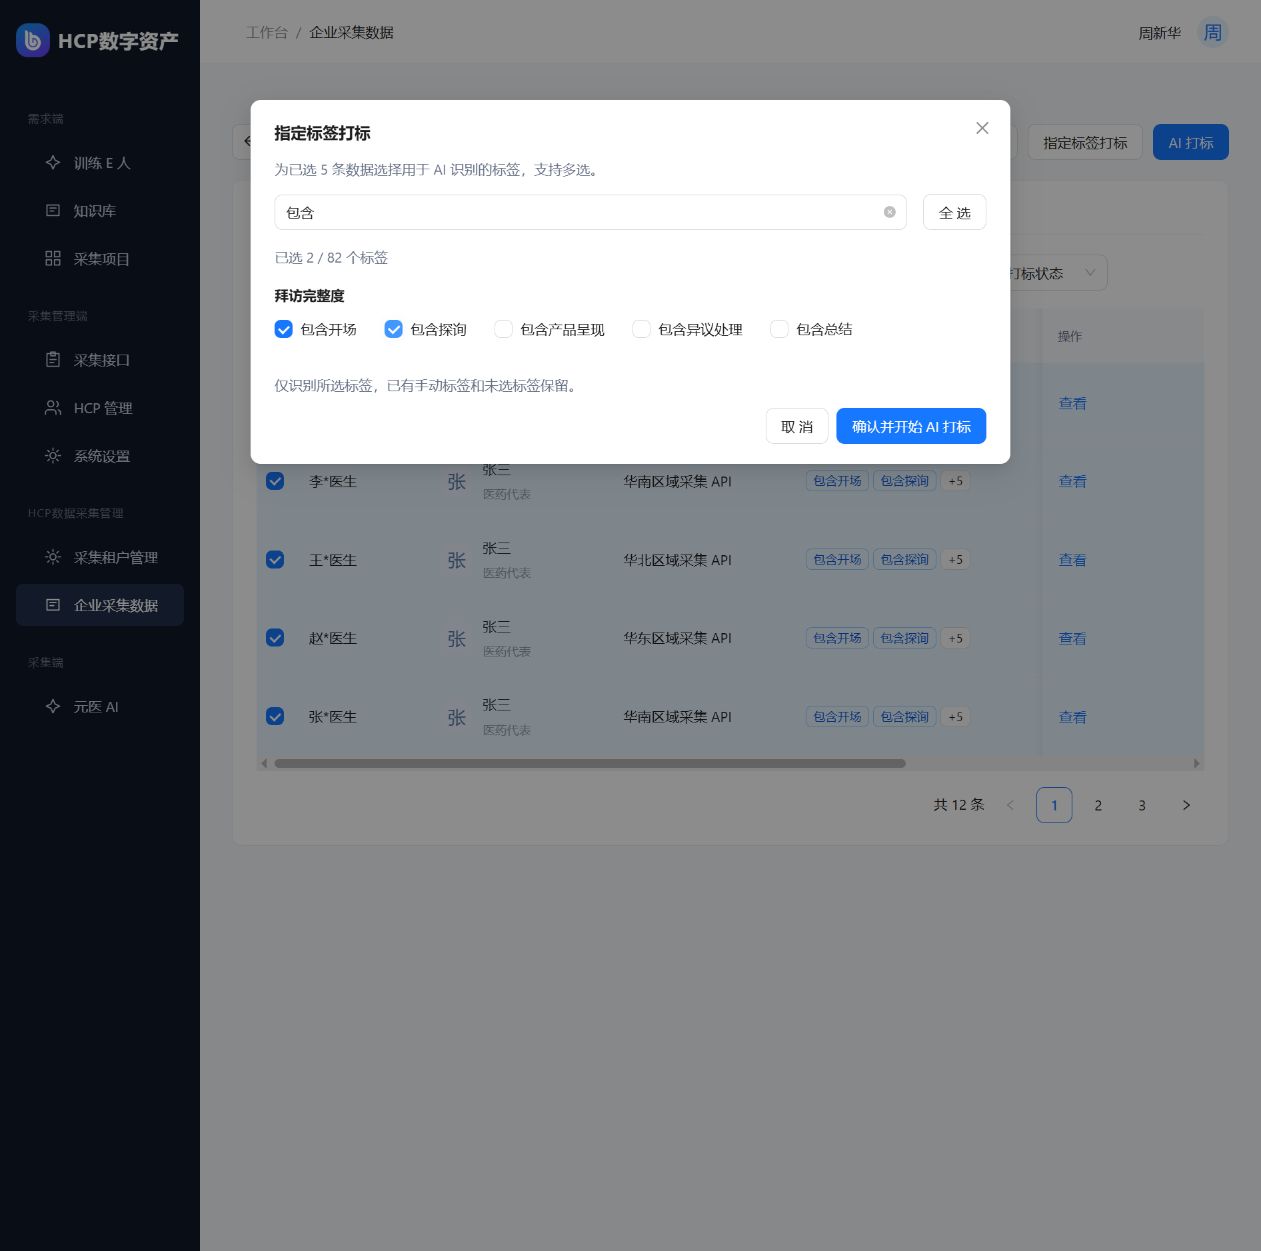 HCP数字资产
工作台 / 企业采集数据
周新华 周
需求端
训练 E 人
知识库
采集项目
采集管理端
采集接口
HCP 管理
系统设置
HCP数据采集管理
采集租户管理
企业采集数据
采集端
元医 AI
指定标签打标 AI 打标
打标状态
操作
指定标签打标
为已选 5 条数据选择用于 AI 识别的标签，支持多选。
包含 全 选
已选 2 / 82 个标签
拜访完整度
包含开场 包含探询 包含产品呈现 包含异议处理 包含总结
仅识别所选标签，已有手动标签和未选标签保留。
取 消 确认并开始 AI 打标
查看
李*医生 张 张三 医药代表 华南区域采集 API 包含开场 包含探询 +5 查看
王*医生 张 张三 医药代表 华北区域采集 API 包含开场 包含探询 +5 查看
赵*医生 张 张三 医药代表 华东区域采集 API 包含开场 包含探询 +5 查看
张*医生 张 张三 医药代表 华南区域采集 API 包含开场 包含探询 +5 查看
共 12 条 1 2 3